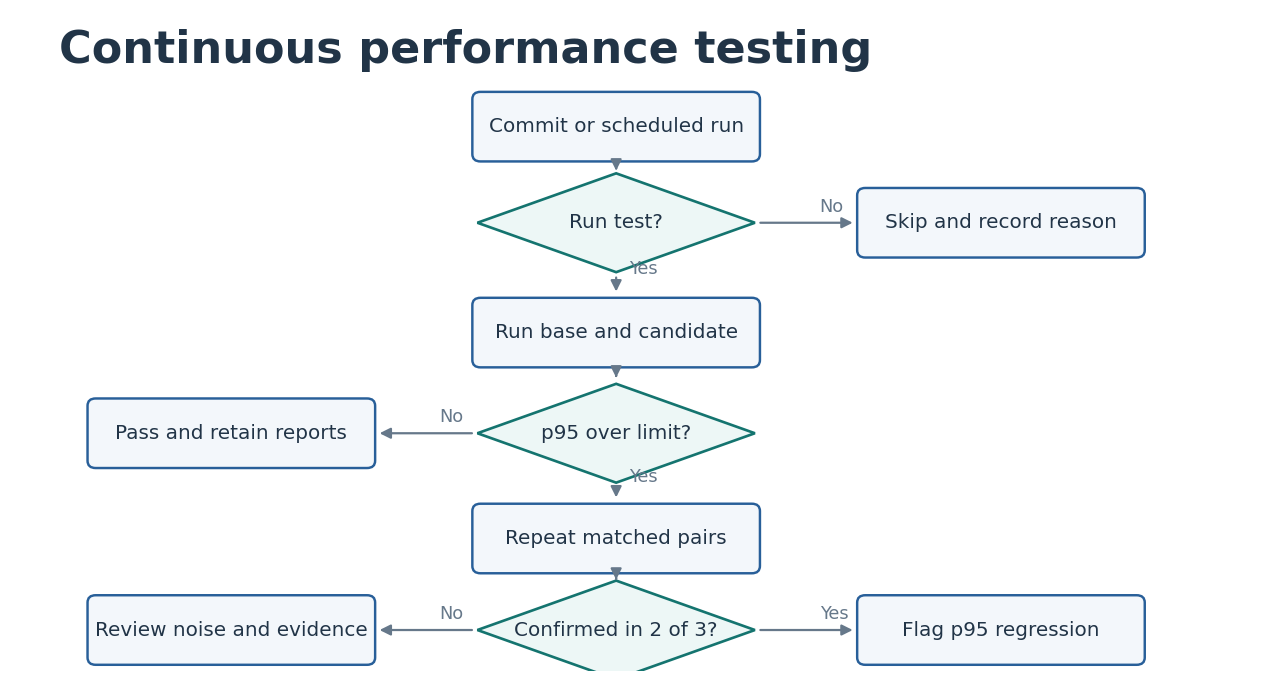 Continuous performance testing
Commit or scheduled run
Run test?
No
Skip and record reason
Yes
Run base and candidate
Pass and retain reports
No
p95 over limit?
Yes
Repeat matched pairs
Review noise and evidence
No
Confirmed in 2 of 3?
Yes
Flag p95 regression